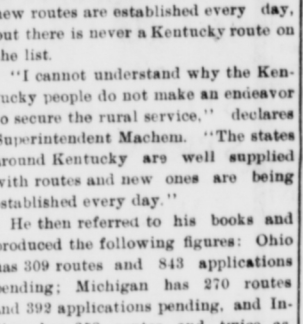 new routes are established every day,
but there is never a Kentucky route on
the list.
"I cannot understand why the Ken-
tucky people do not make an endeavor
to secure the rural service," declares
Superintendent Machem. "The states
around Kentucky are well supplied
with routes and new ones are being
established every day."
He then referred to his books and
produced the following figures: Ohio
has 309 routes and 843 applications
pending; Michigan has 270 routes
and 392 applications pending, and In-